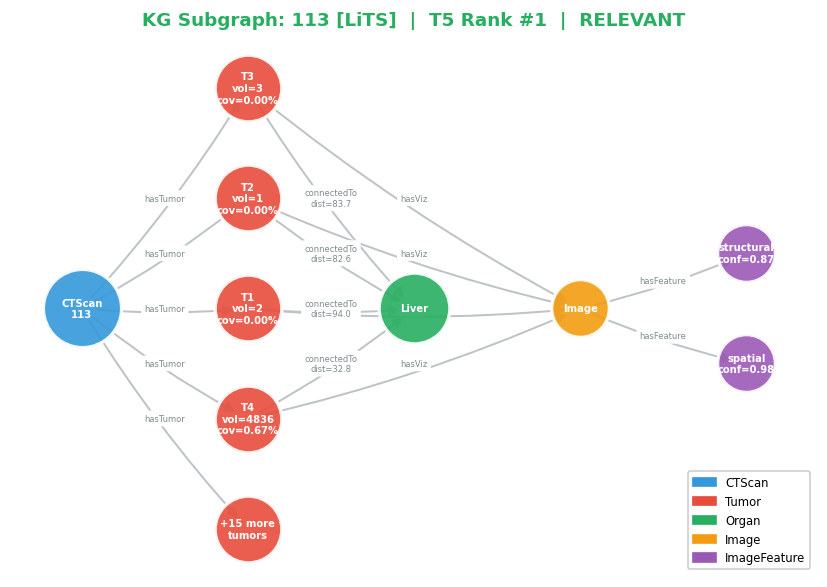 KG Subgraph: 113 [LiTS]  |  T5 Rank #1  |  RELEVANT
T3
vol=3
cov=0.00%
T2
vol=1
cov=0.00%
T1
vol=2
cov=0.00%
T4
vol=4836
cov=0.67%
+15 more
tumors
CTScan
113
Liver
Image
structural
conf=0.87
spatial
conf=0.98
hasTumor
hasTumor
hasTumor
hasTumor
hasTumor
connectedTo
dist=83.7
connectedTo
dist=82.6
connectedTo
dist=94.0
connectedTo
dist=32.8
hasViz
hasViz
hasViz
hasFeature
hasFeature
CTScan
Tumor
Organ
Image
ImageFeature